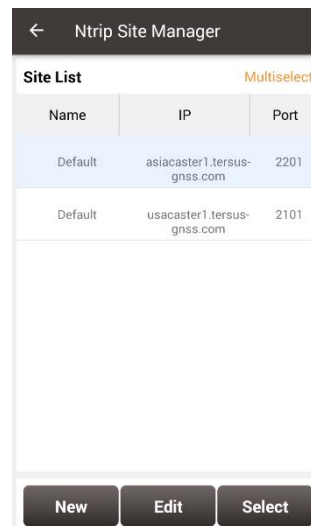 Ntrip Site Manager
Site List Multiselect
Name IP Port
Default asiacaster1.tersus- 2201
gnss.com
Default usacaster1.tersus- 2101
gnss.com
New Edit Select